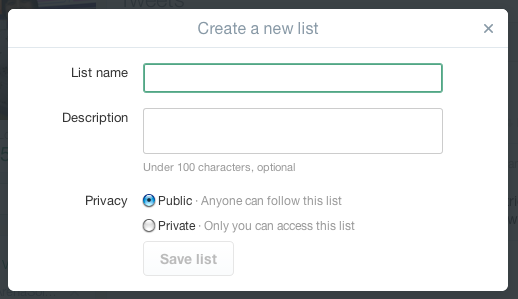 Tweets
Create a new list ×
List name
Description
Under 100 characters, optional
Privacy
Public · Anyone can follow this list
Private · Only you can access this list
Save list